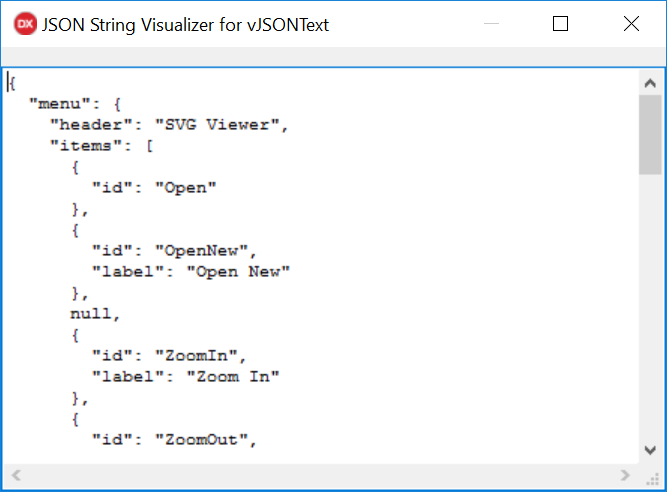 DX JSON String Visualizer for vJSONText
{
  "menu": {
    "header": "SVG Viewer",
    "items": [
      {
        "id": "Open"
      },
      {
        "id": "OpenNew",
        "label": "Open New"
      },
      null,
      {
        "id": "ZoomIn",
        "label": "Zoom In"
      },
      {
        "id": "ZoomOut",